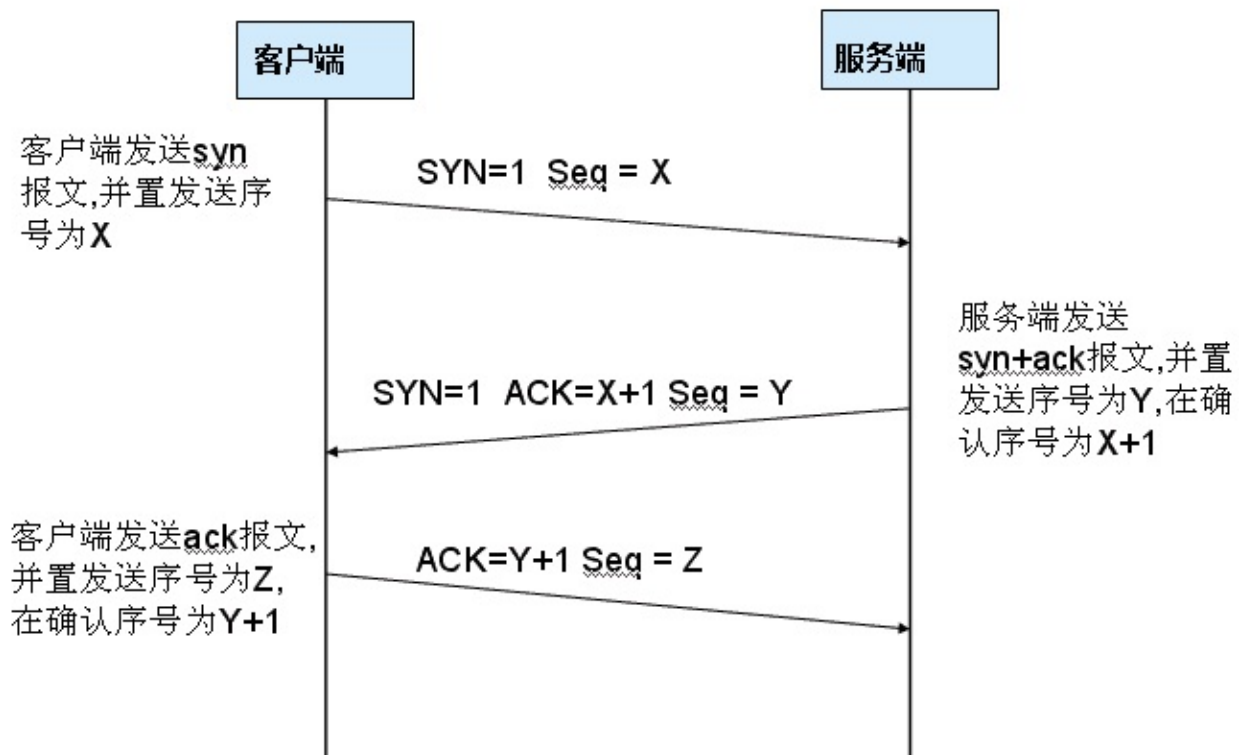 客户端
服务端
客户端发送syn
报文,并置发送序
号为X
SYN=1 Seq = X
服务端发送
syn+ack报文,并置
发送序号为Y,在确
认序号为X+1
SYN=1 ACK=X+1 Seq = Y
客户端发送ack报文,
并置发送序号为Z,
在确认序号为Y+1
ACK=Y+1 Seq = Z